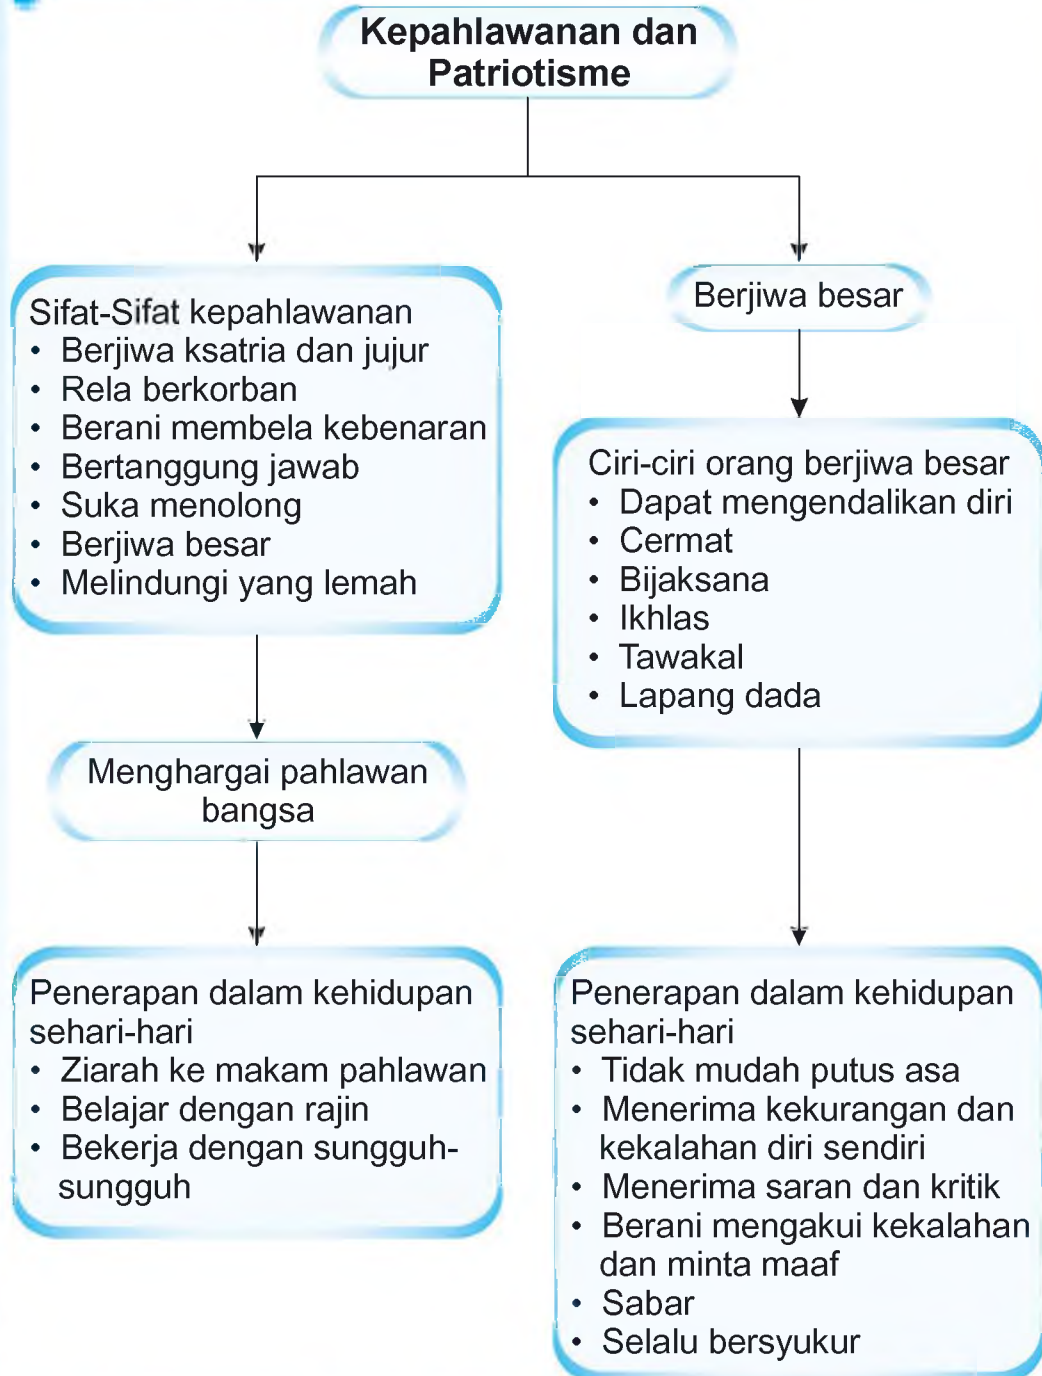 Kepahlawanan dan
Patriotisme
Sifat-Sifat kepahlawanan
• Berjiwa ksatria dan jujur
• Rela berkorban
• Berani membela kebenaran
• Bertanggung jawab
• Suka menolong
• Berjiwa besar
• Melindungi yang lemah
Menghargai pahlawan
bangsa
Penerapan dalam kehidupan
sehari-hari
• Ziarah ke makam pahlawan
• Belajar dengan rajin
• Bekerja dengan sungguh-
sungguh
Berjiwa besar
Ciri-ciri orang berjiwa besar
• Dapat mengendalikan diri
• Cermat
• Bijaksana
• Ikhlas
• Tawakal
• Lapang dada
Penerapan dalam kehidupan
sehari-hari
• Tidak mudah putus asa
• Menerima kekurangan dan
kekalahan diri sendiri
• Menerima saran dan kritik
• Berani mengakui kekalahan
dan minta maaf
• Sabar
• Selalu bersyukur